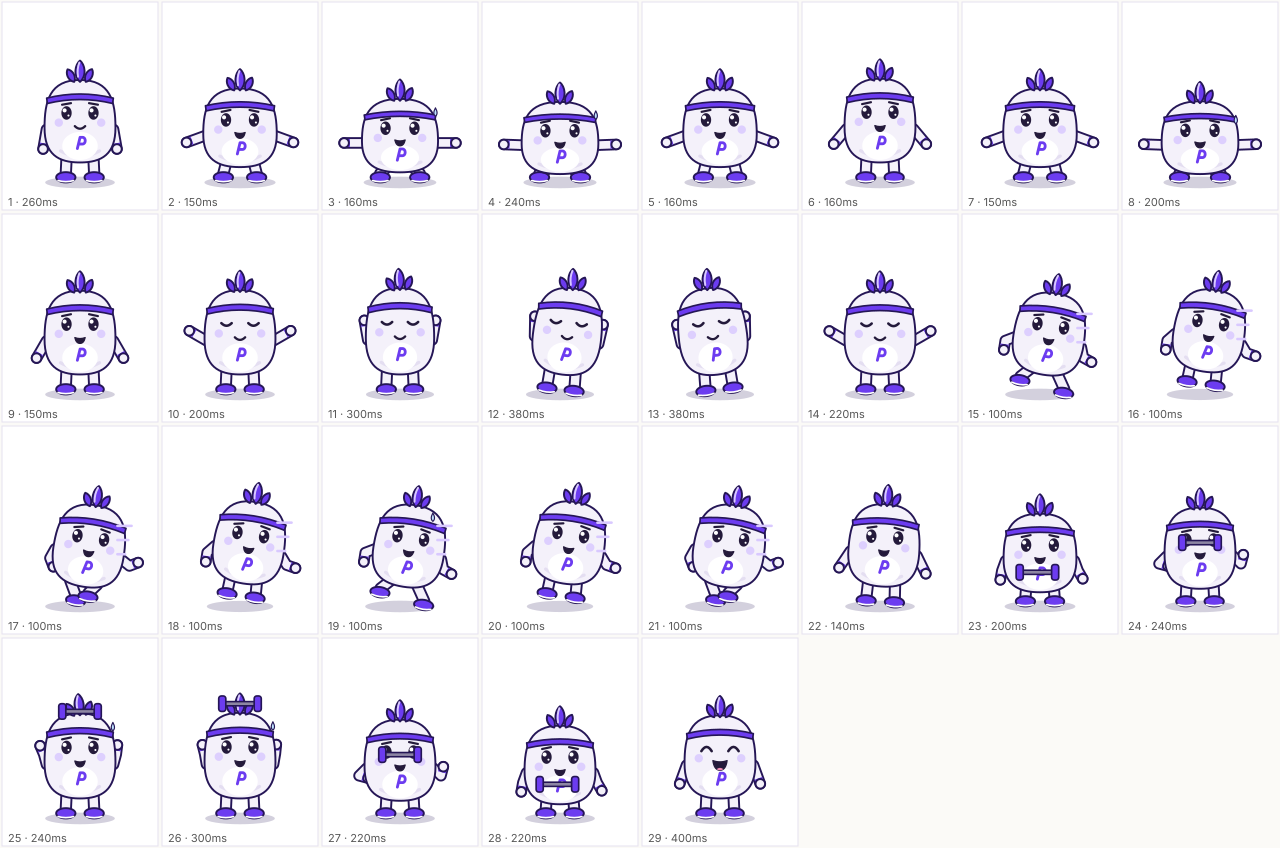 P P P P P P P P
1 · 260ms 2 · 150ms 3 · 160ms 4 · 240ms 5 · 160ms 6 · 160ms 7 · 150ms 8 · 200ms
P P P P P P P P
9 · 150ms 10 · 200ms 11 · 300ms 12 · 380ms 13 · 380ms 14 · 220ms 15 · 100ms 16 · 100ms
P P P P P P P
17 · 100ms 18 · 100ms 19 · 100ms 20 · 100ms 21 · 100ms 22 · 140ms 23 · 200ms 24 · 240ms
P P P P
25 · 240ms 26 · 300ms 27 · 220ms 28 · 220ms 29 · 400ms